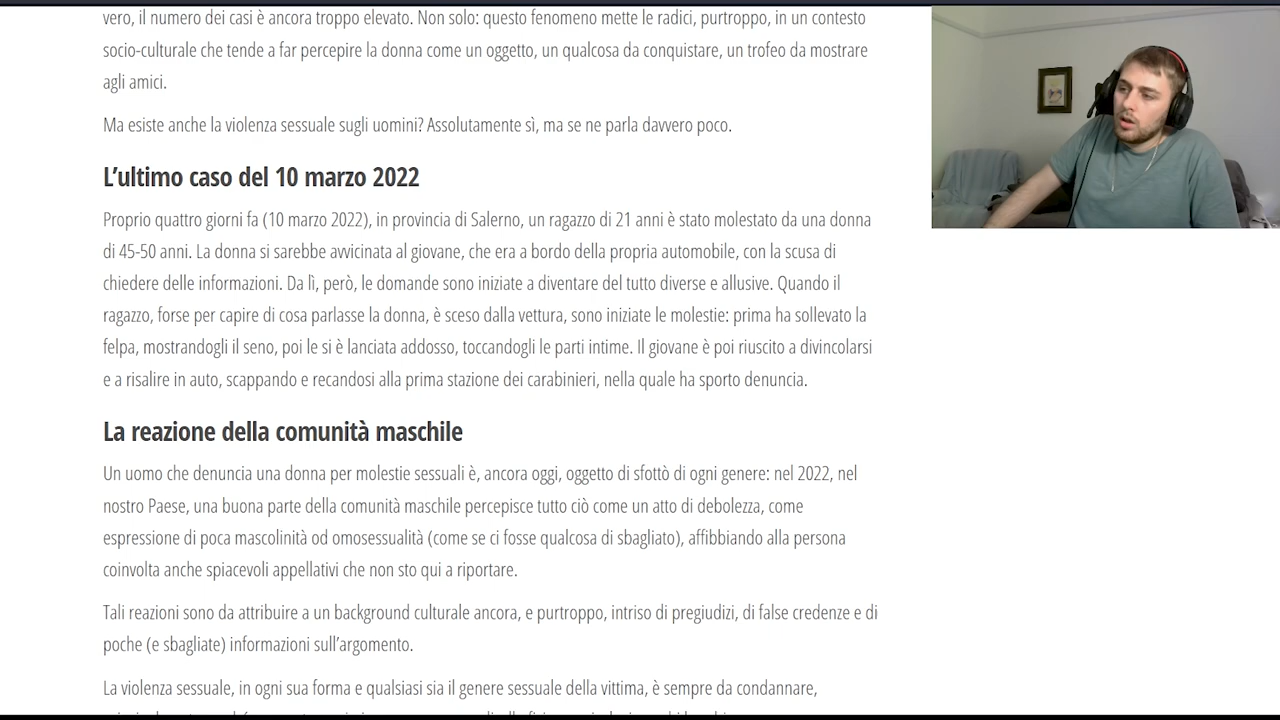 vero, il numero dei casi è ancora troppo elevato. Non solo: questo fenomeno mette le radici, purtroppo, in un contesto
socio-culturale che tende a far percepire la donna come un oggetto, un qualcosa da conquistare, un trofeo da mostrare
agli amici.
Ma esiste anche la violenza sessuale sugli uomini? Assolutamente sì, ma se ne parla davvero poco.
L’ultimo caso del 10 marzo 2022
Proprio quattro giorni fa (10 marzo 2022), in provincia di Salerno, un ragazzo di 21 anni è stato molestato da una donna
di 45-50 anni. La donna si sarebbe avvicinata al giovane, che era a bordo della propria automobile, con la scusa di
chiedere delle informazioni. Da lì, però, le domande sono iniziate a diventare del tutto diverse e allusive. Quando il
ragazzo, forse per capire di cosa parlasse la donna, è sceso dalla vettura, sono iniziate le molestie: prima ha sollevato la
felpa, mostrandogli il seno, poi le si è lanciata addosso, toccandogli le parti intime. Il giovane è poi riuscito a divincolarsi
e a risalire in auto, scappando e recandosi alla prima stazione dei carabinieri, nella quale ha sporto denuncia.
La reazione della comunità maschile
Un uomo che denuncia una donna per molestie sessuali è, ancora oggi, oggetto di sfottò di ogni genere: nel 2022, nel
nostro Paese, una buona parte della comunità maschile percepisce tutto ciò come un atto di debolezza, come
espressione di poca mascolinità od omosessualità (come se ci fosse qualcosa di sbagliato), affibbiando alla persona
coinvolta anche spiacevoli appellativi che non sto qui a riportare.
Tali reazioni sono da attribuire a un background culturale ancora, e purtroppo, intriso di pregiudizi, di false credenze e di
poche (e sbagliate) informazioni sull’argomento.
La violenza sessuale, in ogni sua forma e qualsiasi sia il genere sessuale della vittima, è sempre da condannare,